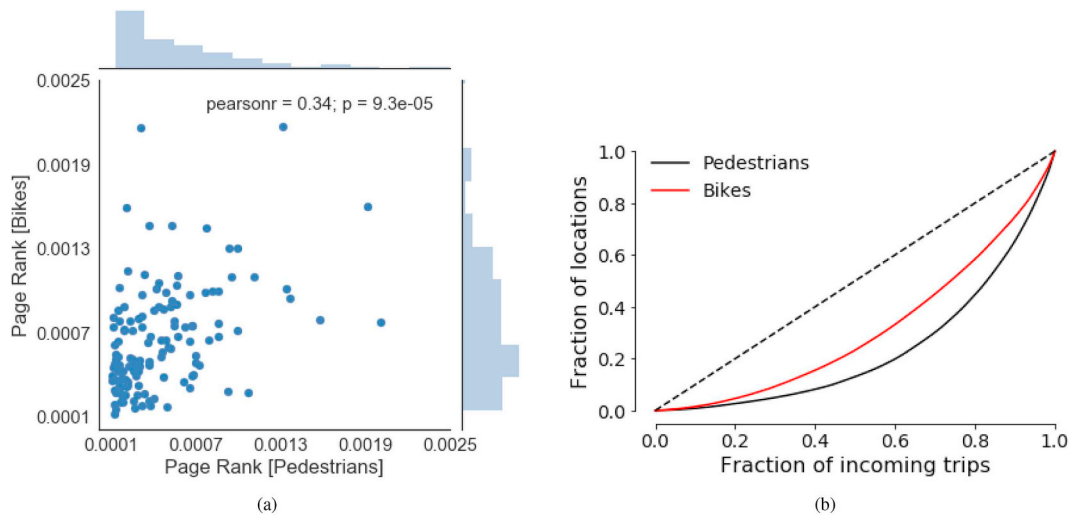 pearsonr = 0.34; p = 9.3e-05
Page Rank [Bikes]
0.0025
0.0019
0.0013
0.0007
0.0001
0.0001 0.0007 0.0013 0.0019 0.0025
Page Rank [Pedestrians]
(a)
Pedestrians
Bikes
Fraction of locations
1.0
0.8
0.6
0.4
0.2
0.0
0.0 0.2 0.4 0.6 0.8 1.0
Fraction of incoming trips
(b)